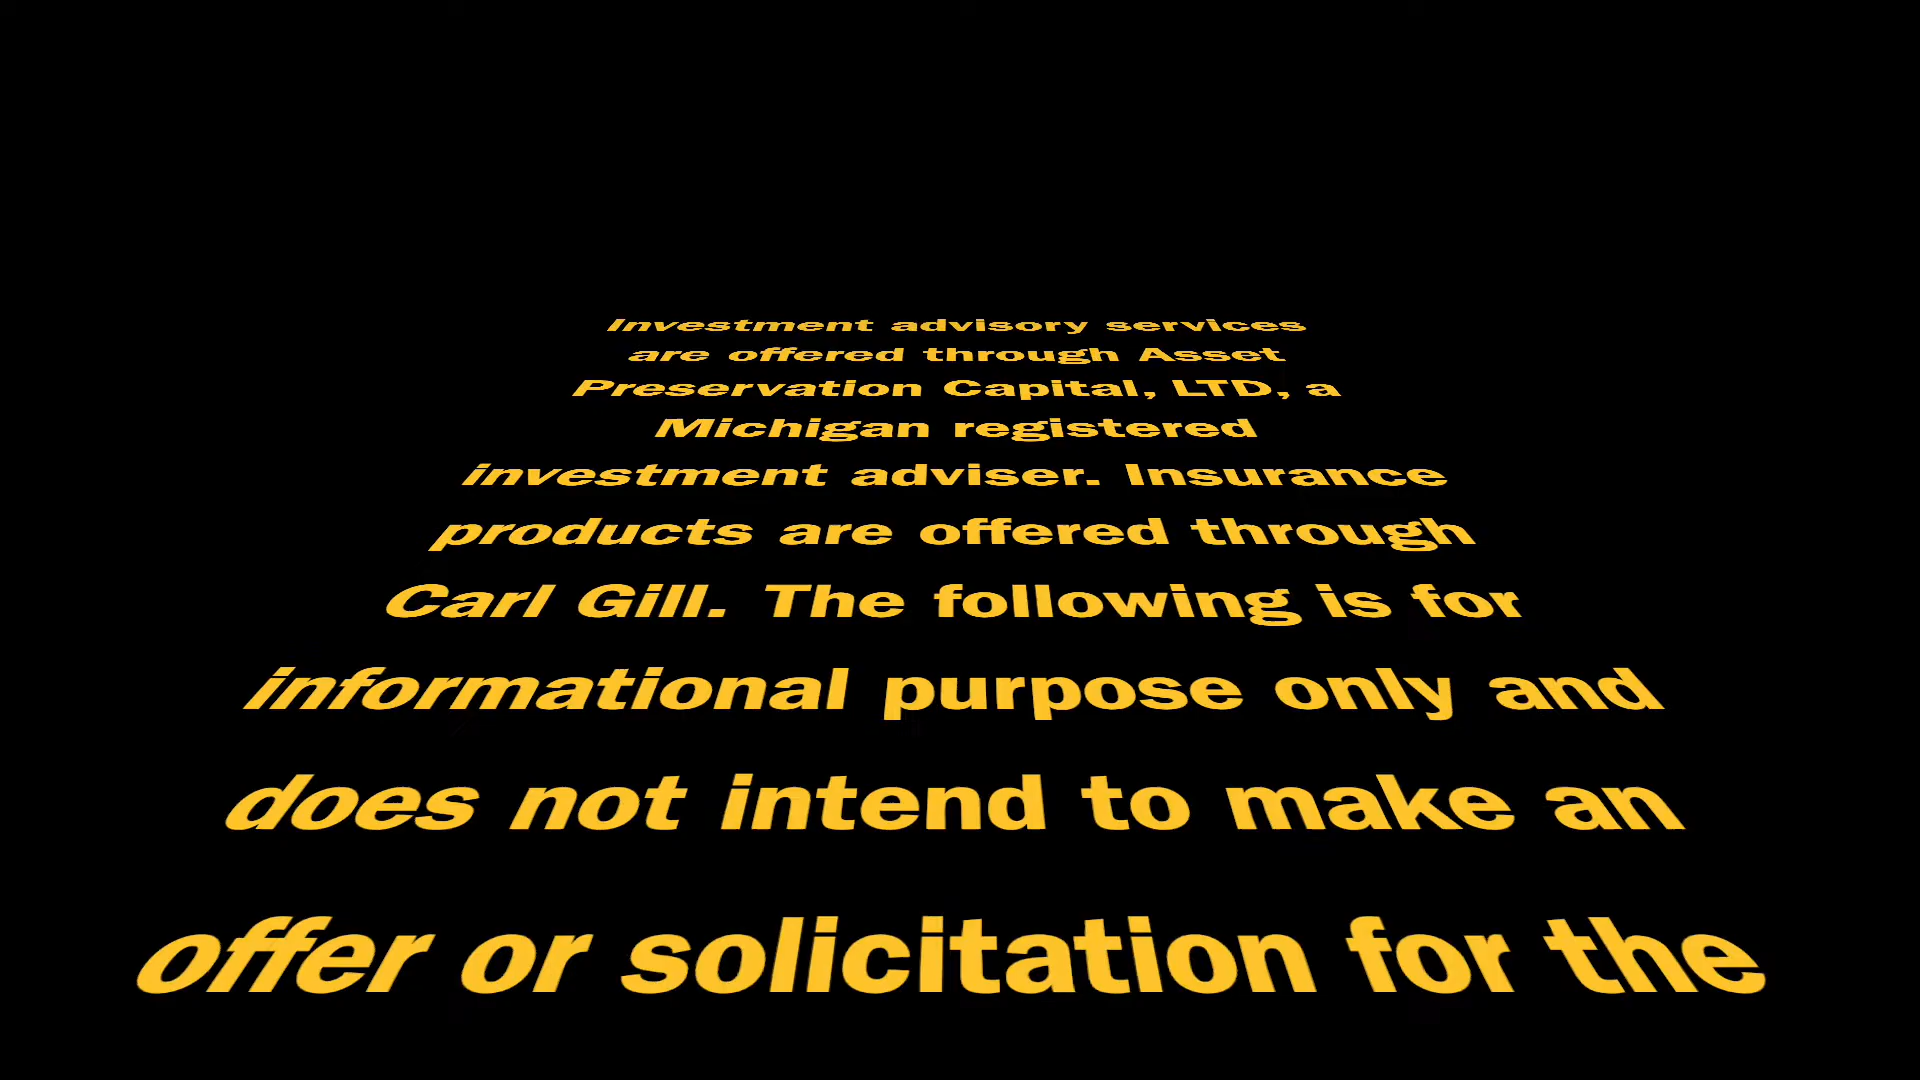 Investment advisory services
are offered through Asset
Preservation Capital, LTD, a
Michigan registered
investment adviser. Insurance
products are offered through
Carl Gill. The following is for
informational purpose only and
does not intend to make an
offer or solicitation for the